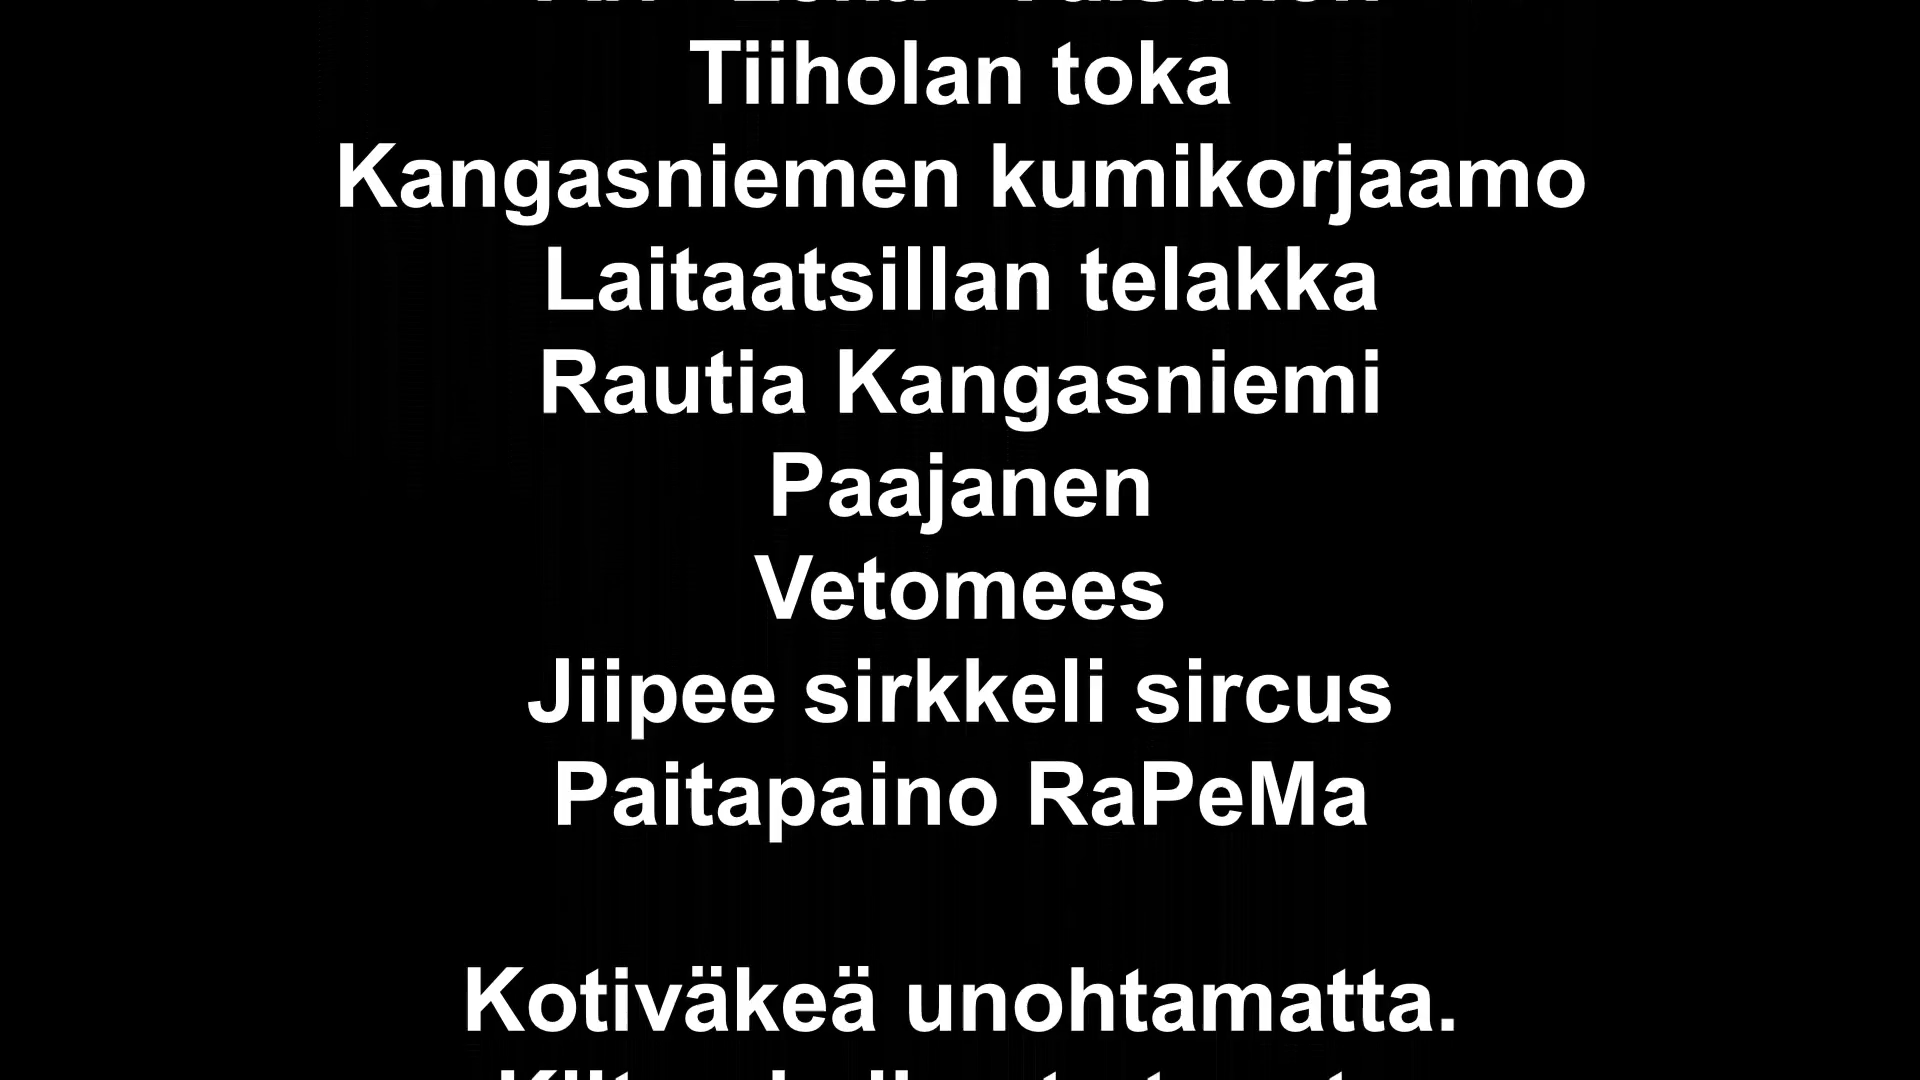 Tiiholan toka
Kangasniemen kumikorjaamo
Laitaatsillan telakka
Rautia Kangasniemi
Paajanen
Vetomees
Jiipee sirkkeli sircus
Paitapaino RaPeMa
Kotiväkeä unohtamatta.